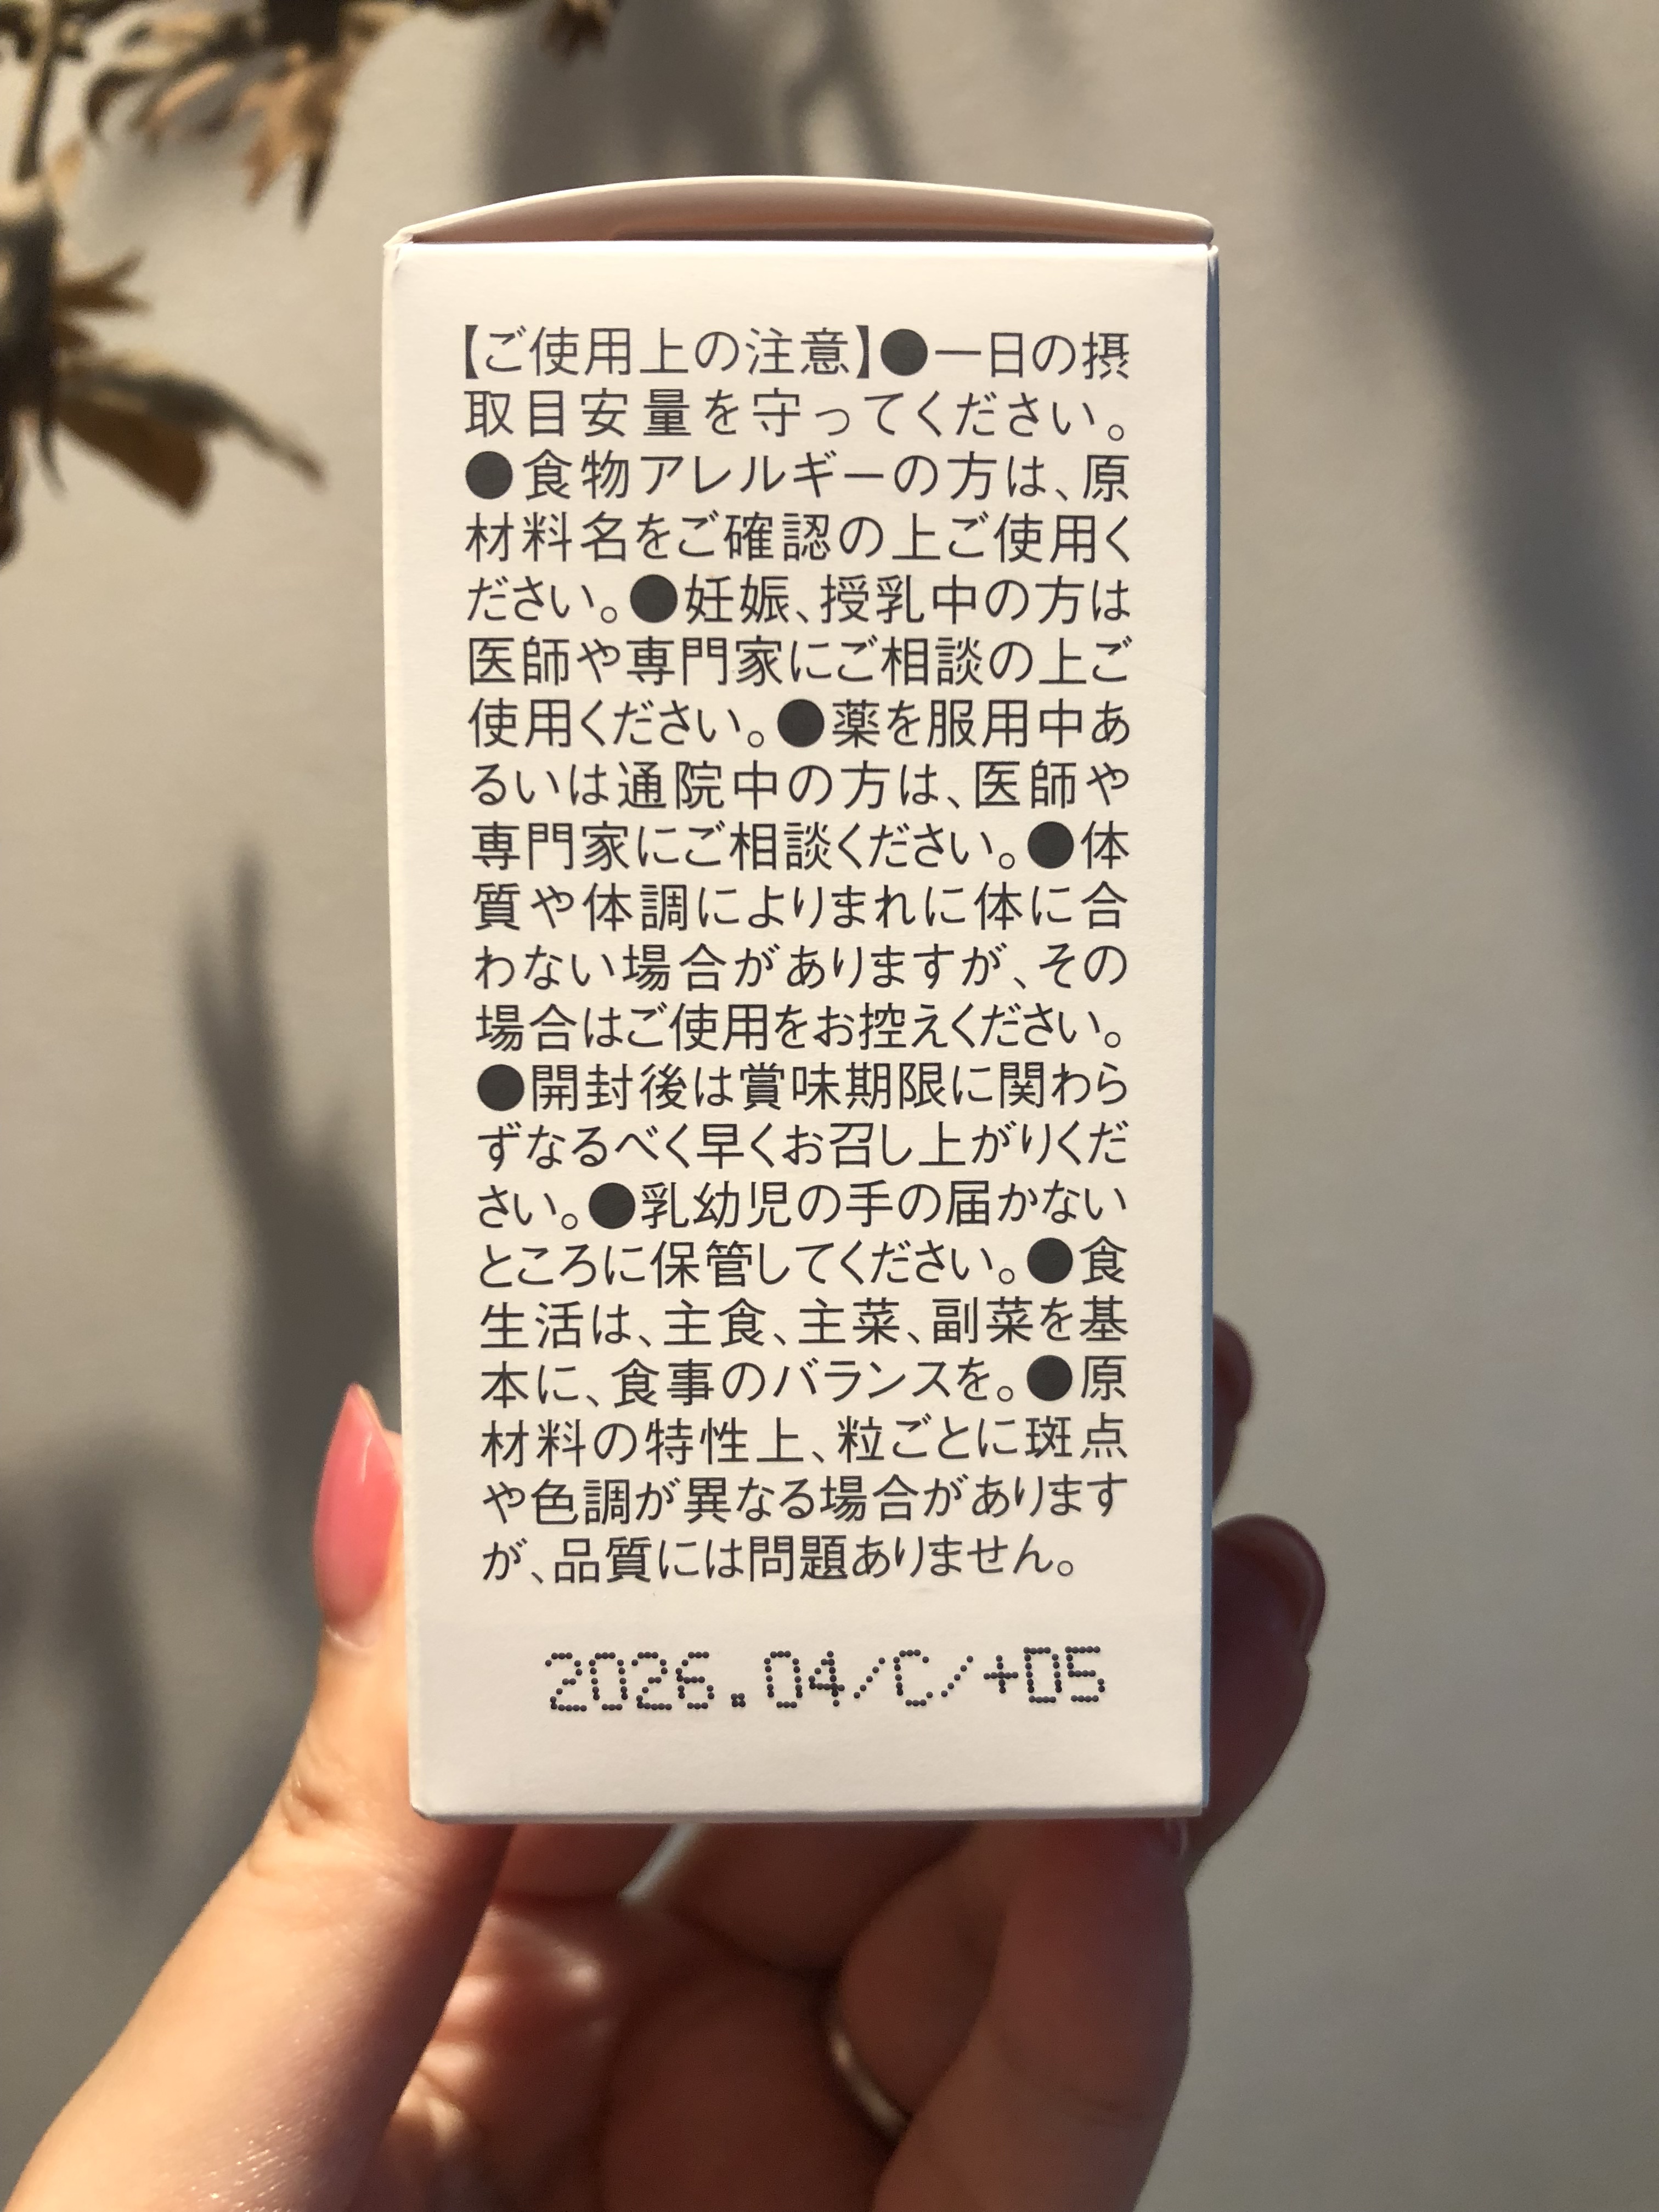 【ご使用上の注意】●一日の摂
取目安量を守ってください。
●食物アレルギーの方は、原
材料名をご確認の上ご使用く
ださい。●妊娠、授乳中の方は
医師や専門家にご相談の上ご
使用ください。●薬を服用中あ
るいは通院中の方は、医師や
専門家にご相談ください。●体
質や体調によりまれに体に合
わない場合がありますが、その
場合はご使用をお控えください。
●開封後は賞味期限に関わら
ずなるべく早くお召し上がりくだ
さい。●乳幼児の手の届かない
ところに保管してください。●食
生活は、主食、主菜、副菜を基
本に、食事のバランスを。●原
材料の特性上、粒ごとに斑点
や色調が異なる場合があります
が、品質には問題ありません。
2026.04/C/+05